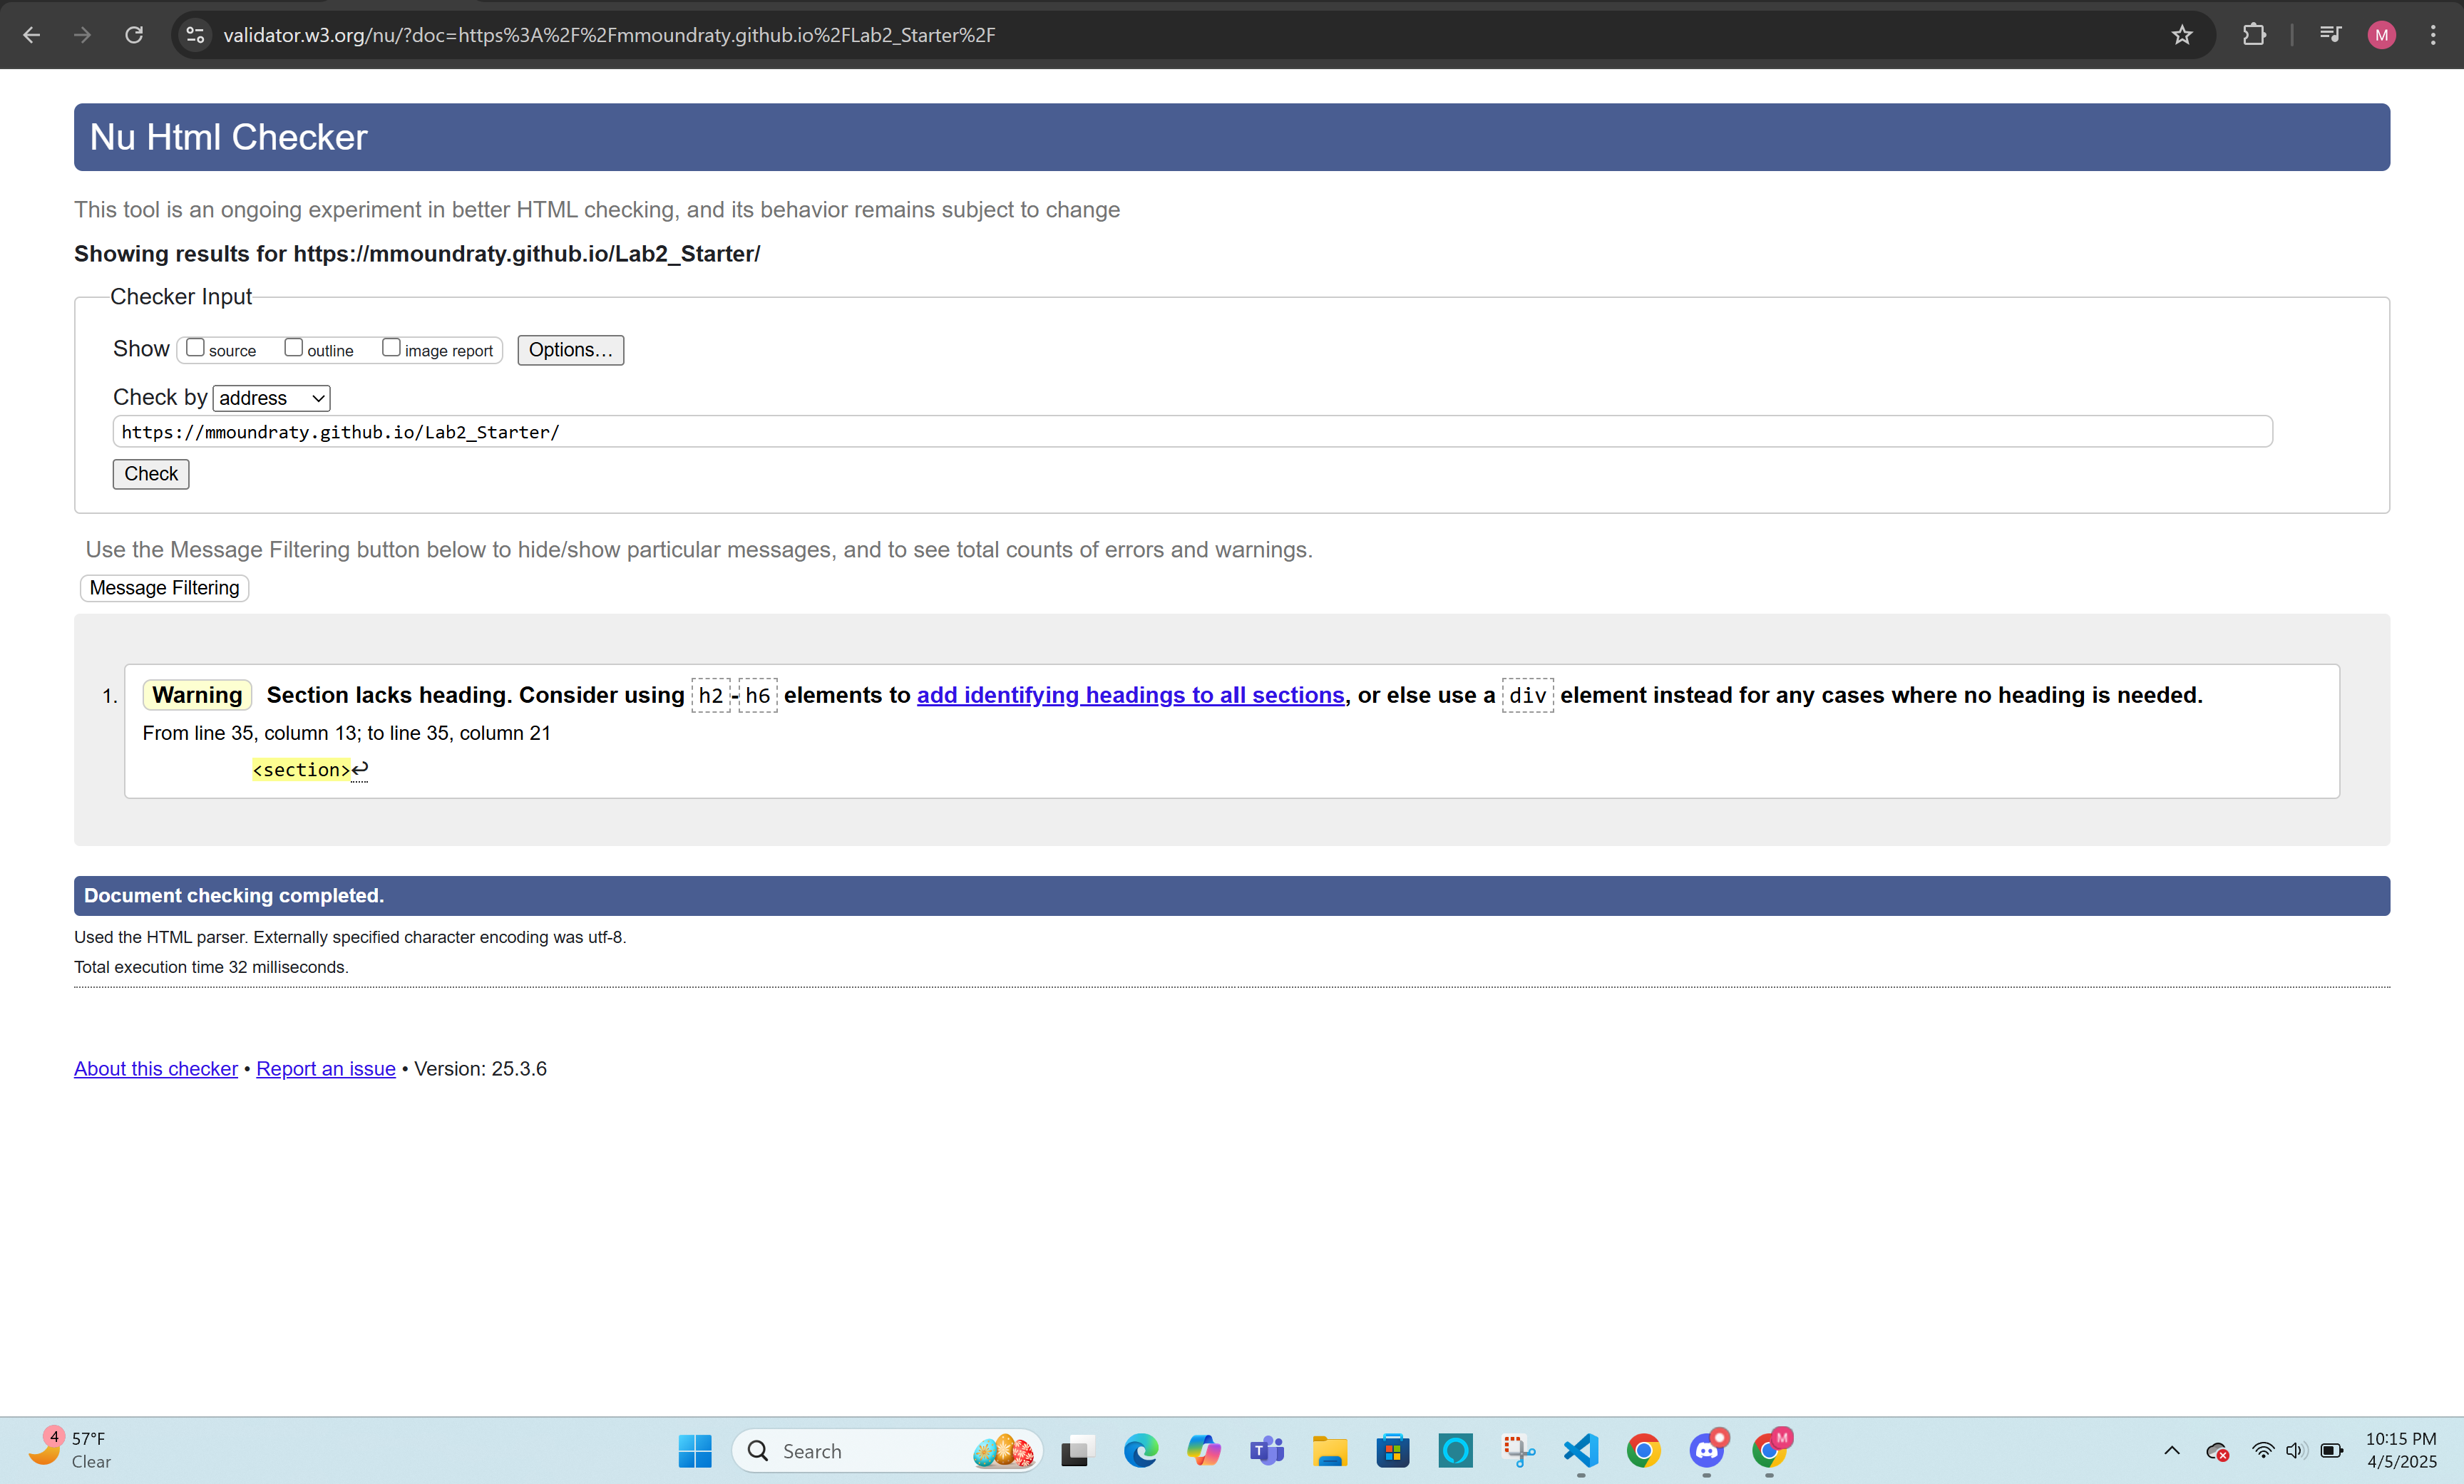 validator.w3.org/nu/?doc=https%3A%2F%2Fmmoundraty.github.io%2FLab2_Starter%2F
M
Nu Html Checker
This tool is an ongoing experiment in better HTML checking, and its behavior remains subject to change
Showing results for https://mmoundraty.github.io/Lab2_Starter/
Checker Input
Show source outline image report Options...
Check by address
https://mmoundraty.github.io/Lab2_Starter/
Check
Use the Message Filtering button below to hide/show particular messages, and to see total counts of errors and warnings.
Message Filtering
1. Warning Section lacks heading. Consider using h2-h6 elements to add identifying headings to all sections, or else use a div element instead for any cases where no heading is needed.
From line 35, column 13; to line 35, column 21
<section>↩
Document checking completed.
Used the HTML parser. Externally specified character encoding was utf-8.
Total execution time 32 milliseconds.
About this checker • Report an issue • Version: 25.3.6
4
57°F
Clear
Search
T
M
10:15 PM
4/5/2025